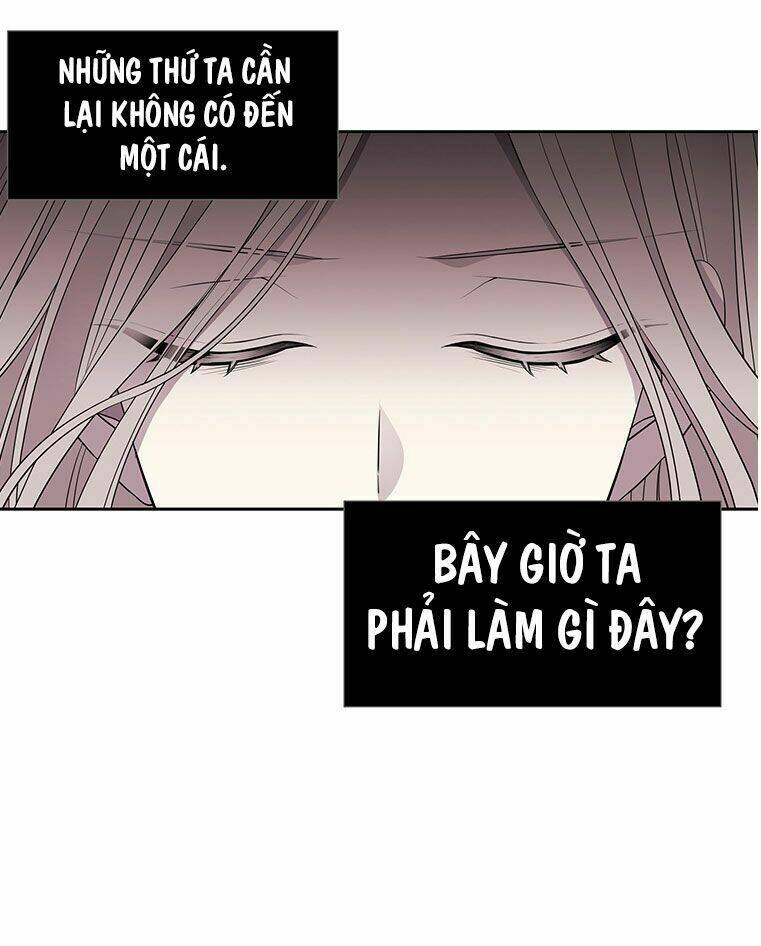 NHỮNG THỨ TA CẦN
LẠI KHÔNG CÓ ĐẾN
MỘT CÁI.
BÂY GIỜ TA
PHẢI LÀM GÌ ĐÂY?